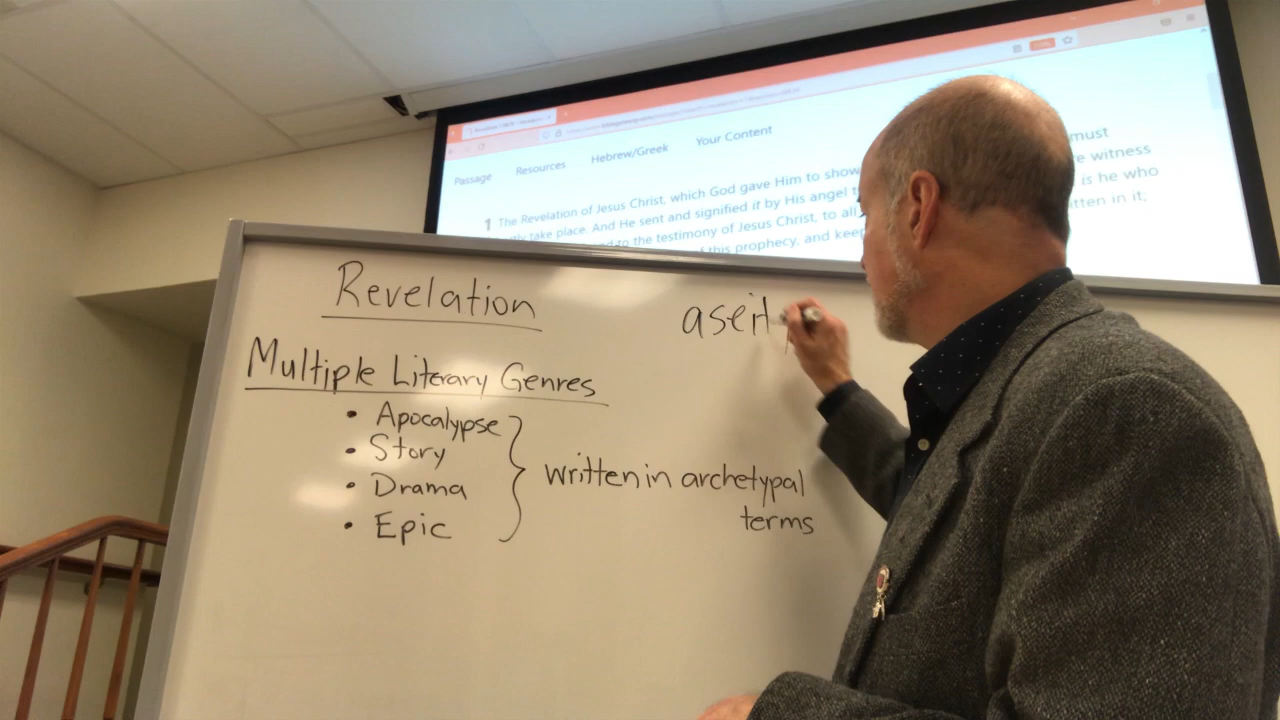 Passage Resources Hebrew/Greek Your Content
1 The Revelation of Jesus Christ, which God gave Him to show must
take place. And He sent and signified it by His angel witness
to the testimony of Jesus Christ, to all is he who
this prophecy, and keep in it;
Revelation
aseit
Multiple Literary Genres
• Apocalypse
• Story
• Drama
• Epic
written in archetypal
terms